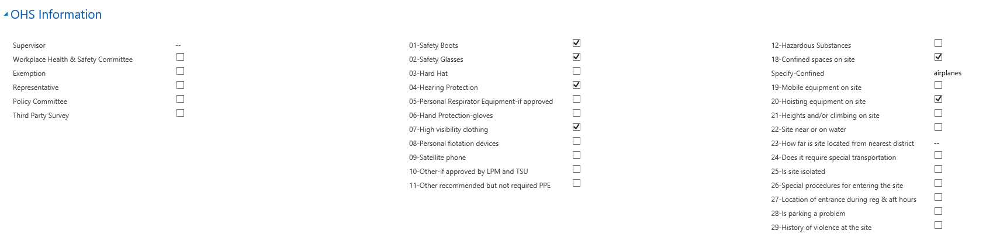 OHS Information
Supervisor --
Workplace Health & Safety Committee
Exemption
Representative
Policy Committee
Third Party Survey
01-Safety Boots
02-Safety Glasses
03-Hard Hat
04-Hearing Protection
05-Personal Respirator Equipment-if approved
06-Hand Protection-gloves
07-High visibility clothing
08-Personal flotation devices
09-Satellite phone
10-Other-if approved by LPM and TSU
11-Other recommended but not required PPE
12-Hazardous Substances
18-Confined spaces on site
Specify-Confined airplanes
19-Mobile equipment on site
20-Hoisting equipment on site
21-Heights and/or climbing on site
22-Site near or on water
23-How far is site located from nearest district --
24-Does it require special transportation
25-Is site isolated
26-Special procedures for entering the site
27-Location of entrance during reg & aft hours
28-Is parking a problem
29-History of violence at the site